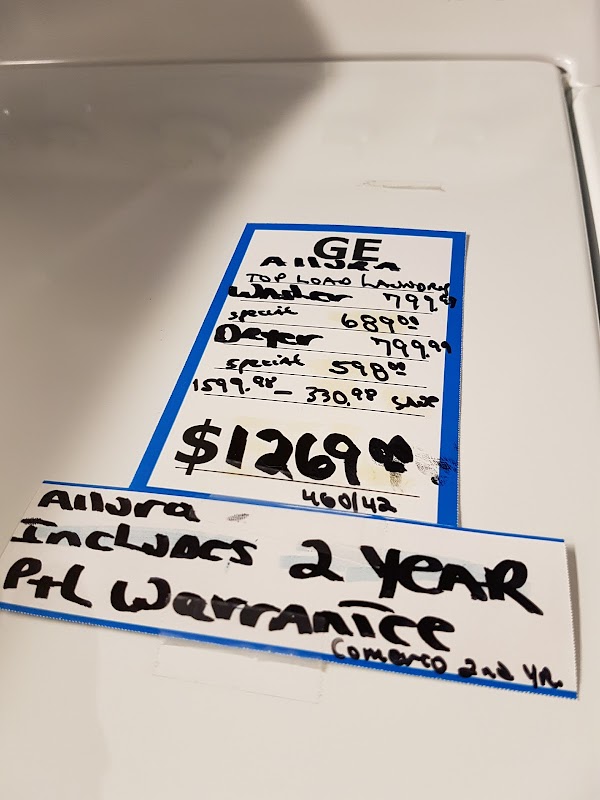 GE
Allura
TOP LOAD LAUNDRY
Washer 799.99
special 689.00
Dryer 799.99
special 598.00
1599.98 - 330.98 SAVE
$1269.00
460/42
Allura
Includes 2 YEAR
P+L Warrantee
Comerco 2nd YR.